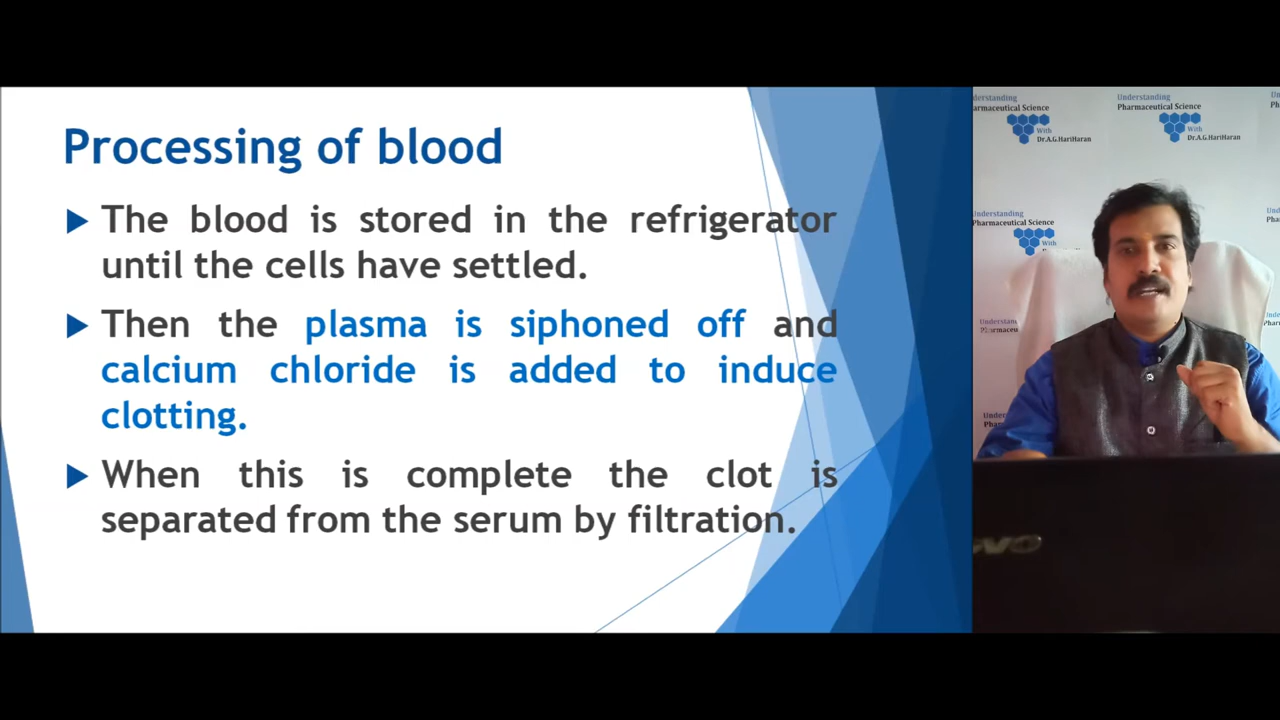 Processing of blood
The blood is stored in the refrigerator
until the cells have settled.
Then the plasma is siphoned off and
calcium chloride is added to induce
clotting.
When this is complete the clot is
separated from the serum by filtration.
Understanding
Pharmaceutical Science
With
Dr.A.G.HariHaran
Understanding
Pharmaceutical Science
With
Dr.A.G.HariHaran
Understanding
Pharmaceutical Science
With